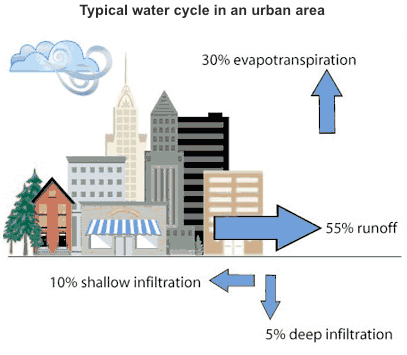 Typical water cycle in an urban area
30% evapotranspiration
55% runoff
10% shallow infiltration
5% deep infiltration